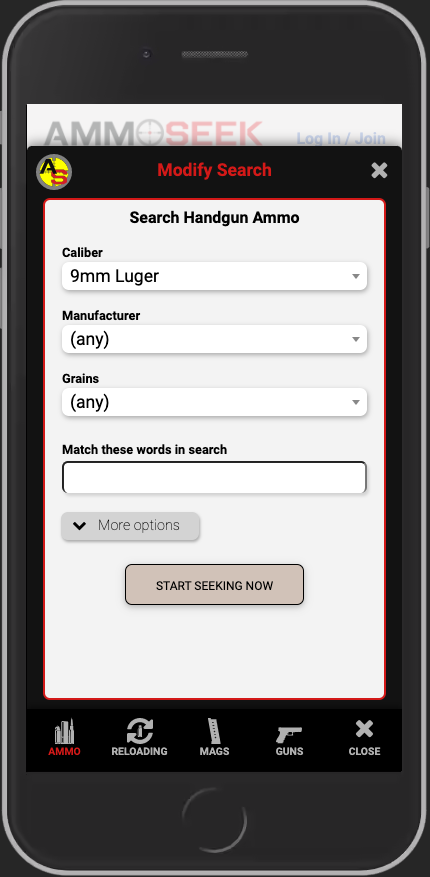 AMMOSEEK
Log In / Join
AS
Modify Search
Search Handgun Ammo
Caliber
9mm Luger
Manufacturer
(any)
Grains
(any)
Match these words in search
More options
START SEEKING NOW
AMMO
RELOADING
MAGS
GUNS
CLOSE